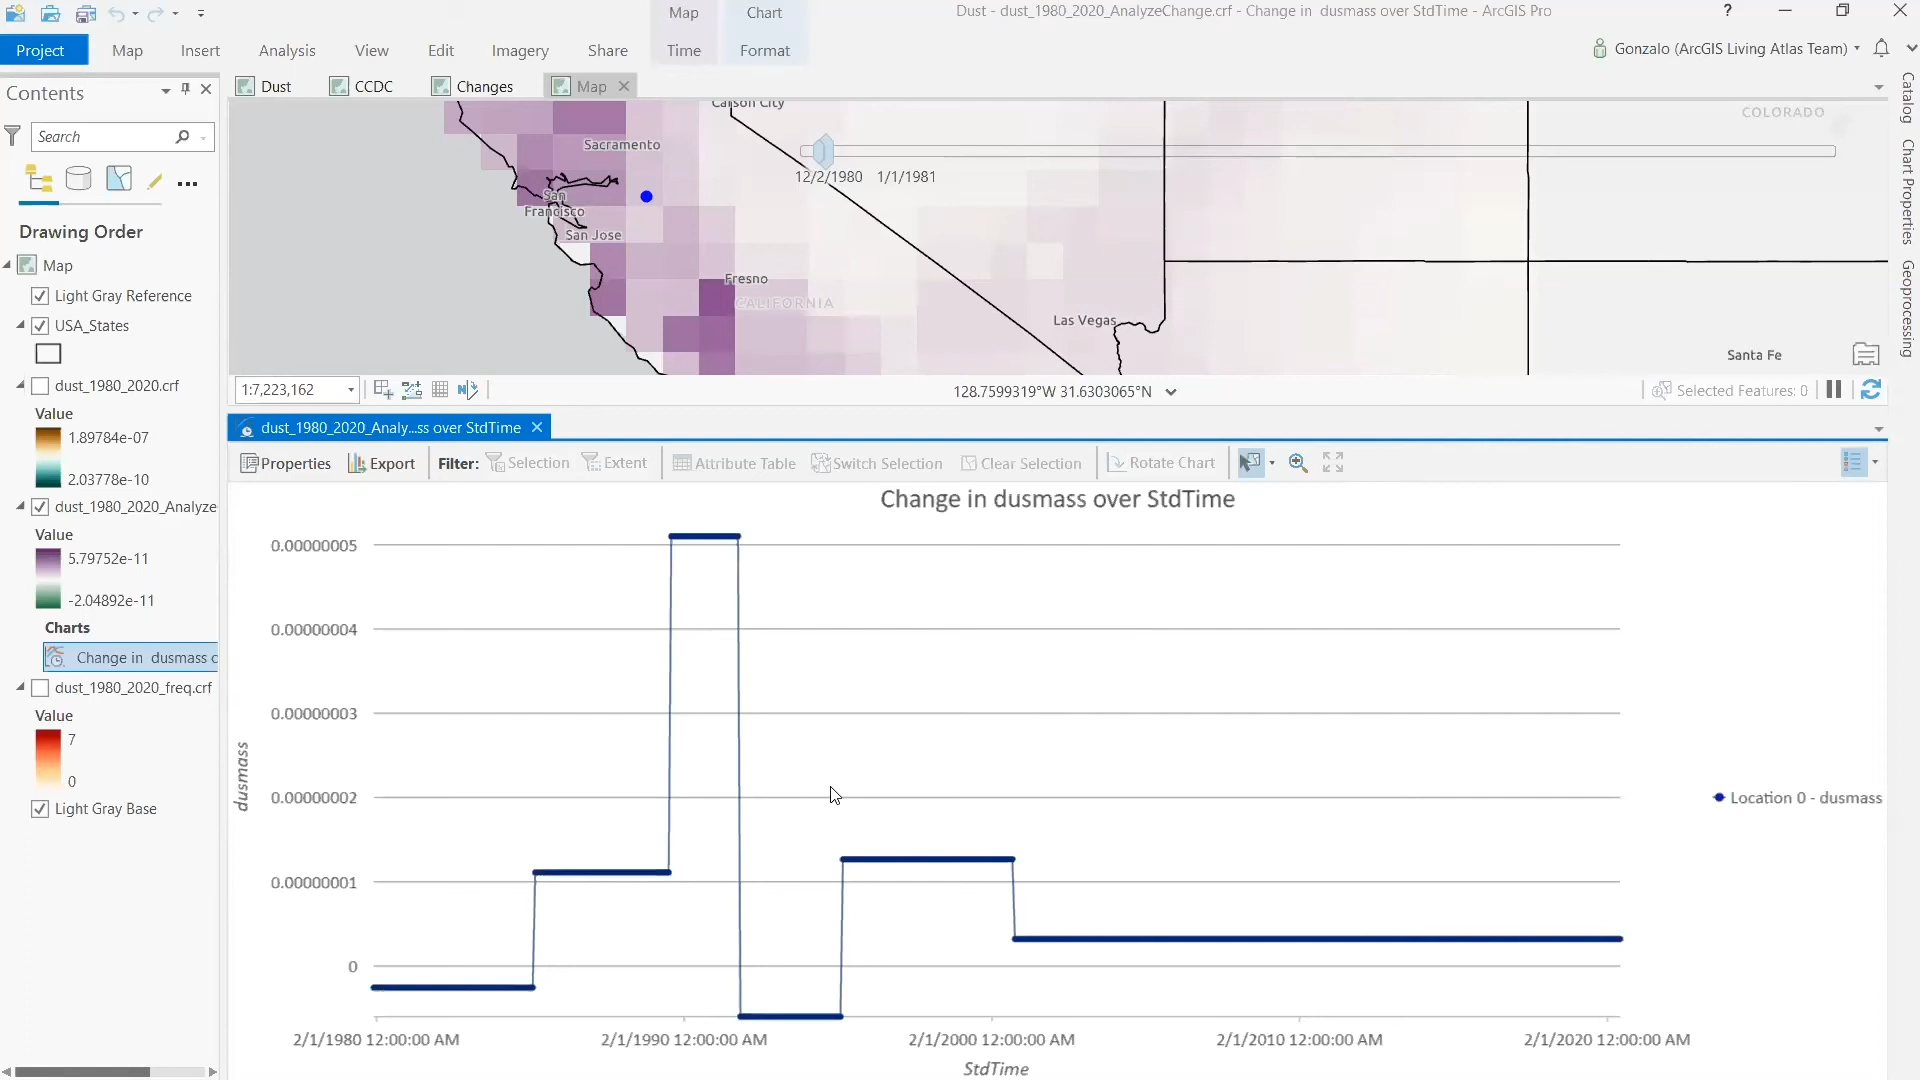 Dust - dust_1980_2020_AnalyzeChange.crf - Change in dusmass over StdTime - ArcGIS Pro
?
Map
Chart
Project
Map
Insert
Analysis
View
Edit
Imagery
Share
Time
Format
Gonzalo (ArcGIS Living Atlas Team)
Contents
Search
Drawing Order
Map
Light Gray Reference
USA_States
dust_1980_2020.crf
Value
1.89784e-07
2.03778e-10
dust_1980_2020_Analyze
Value
5.79752e-11
-2.04892e-11
Charts
Change in dusmass c
dust_1980_2020_freq.crf
Value
7
0
Light Gray Base
Dust
CCDC
Changes
Map
Carson City
Sacramento
San
Francisco
San Jose
Fresno
CALIFORNIA
Las Vegas
COLORADO
Santa Fe
12/2/1980 1/1/1981
Catalog
Chart Properties
Geoprocessing
1:7,223,162
128.7599319°W 31.6303065°N
Selected Features: 0
dust_1980_2020_Analy...ss over StdTime
Properties
Export
Filter:
Selection
Extent
Attribute Table
Switch Selection
Clear Selection
Rotate Chart
Change in dusmass over StdTime
0.00000005
0.00000004
0.00000003
0.00000002
0.00000001
0
dusmass
2/1/1980 12:00:00 AM
2/1/1990 12:00:00 AM
2/1/2000 12:00:00 AM
2/1/2010 12:00:00 AM
2/1/2020 12:00:00 AM
StdTime
Location 0 - dusmass